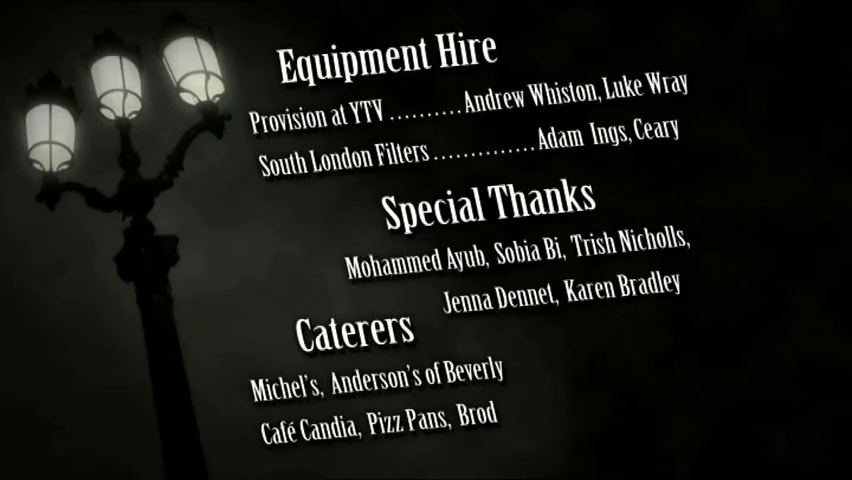 Equipment Hire
Provision at YTV ..........Andrew Whiston, Luke Wray
South London Filters ..............Adam Ings, Ceary
Special Thanks
Mohammed Ayub, Sobia Bi, Trish Nicholls,
Jenna Dennet, Karen Bradley
Caterers
Michel's, Anderson's of Beverly
Café Candia, Pizz Pans, Brod